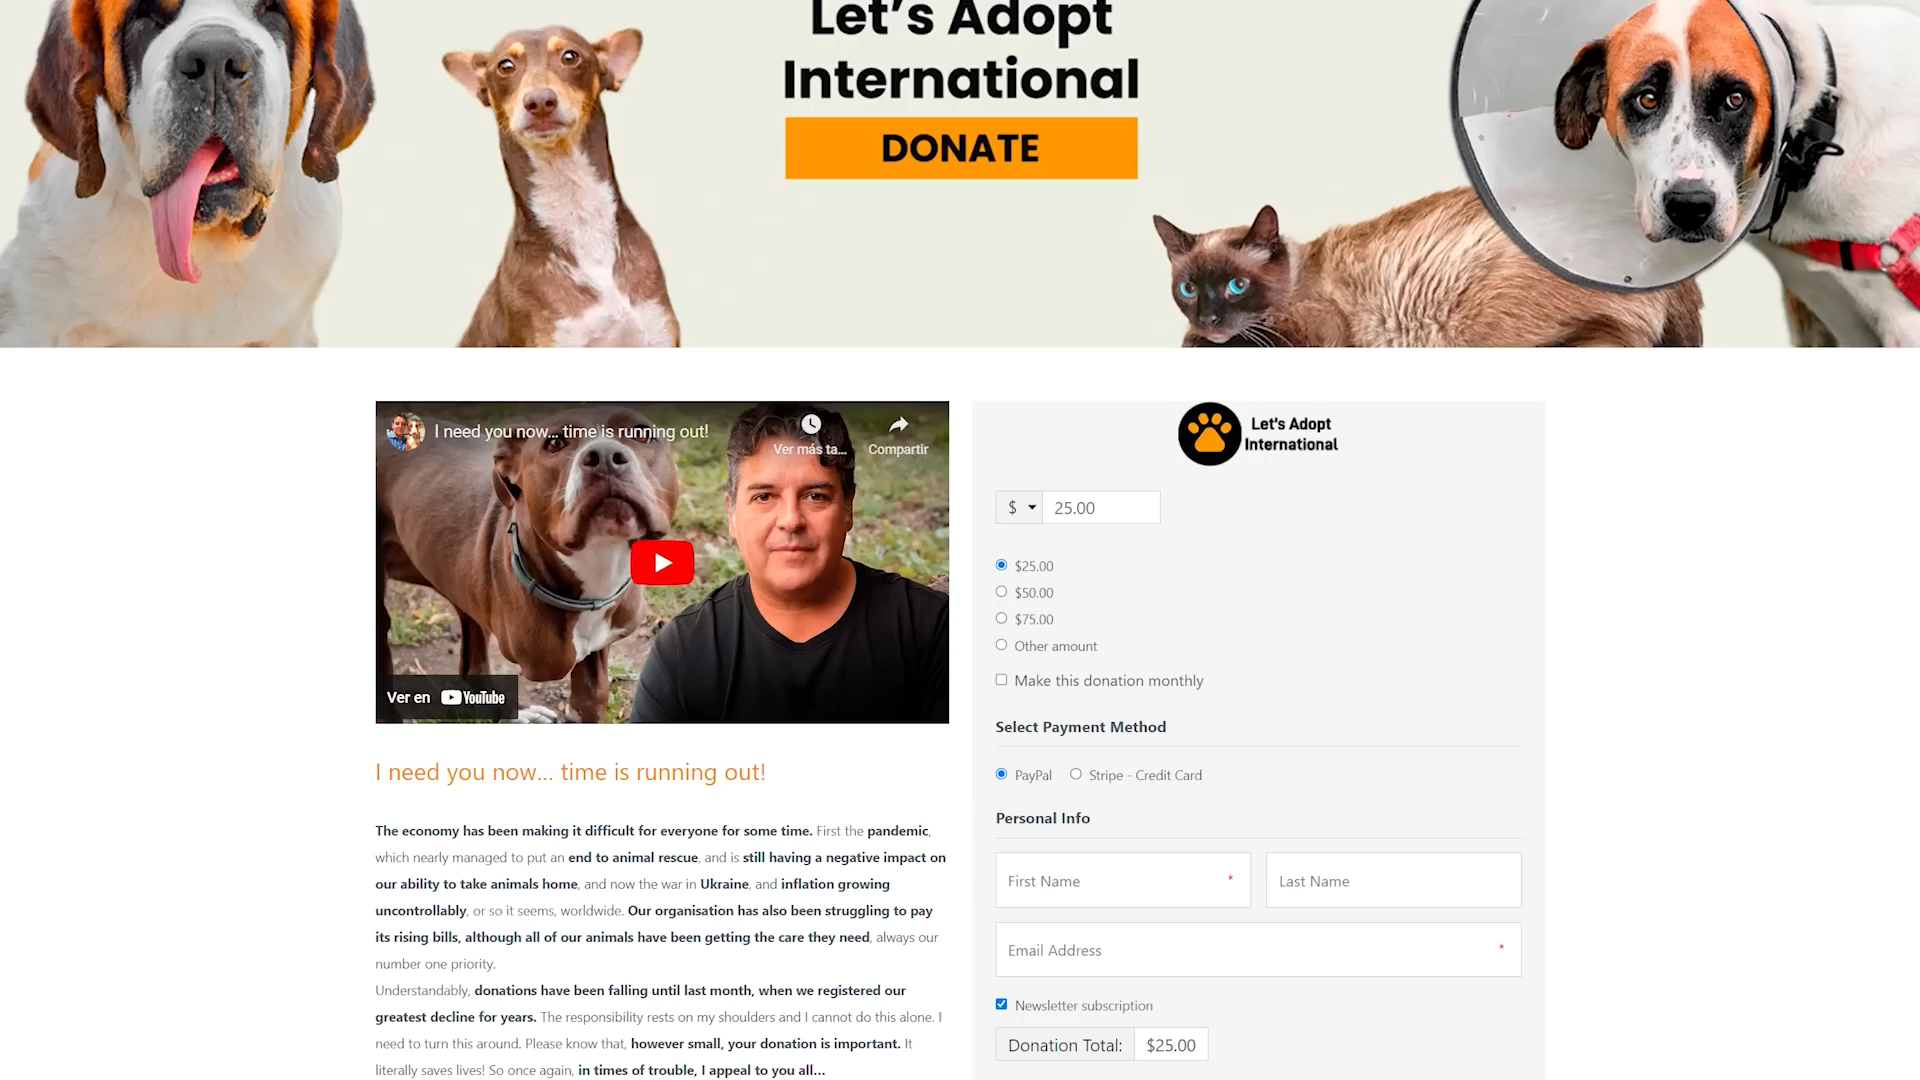 Let's Adopt
International
DONATE
I need you now... time is running out!
Ver más ta...
Compartir
Ver en YouTube
I need you now... time is running out!
The economy has been making it difficult for everyone for some time. First the pandemic,
which nearly managed to put an end to animal rescue, and is still having a negative impact on
our ability to take animals home, and now the war in Ukraine, and inflation growing
uncontrollably, or so it seems, worldwide. Our organisation has also been struggling to pay
its rising bills, although all of our animals have been getting the care they need, always our
number one priority.
Understandably, donations have been falling until last month, when we registered our
greatest decline for years. The responsibility rests on my shoulders and I cannot do this alone. I
need to turn this around. Please know that, however small, your donation is important. It
literally saves lives! So once again, in times of trouble, I appeal to you all...
Let's Adopt
International
$ 25.00
$25.00
$50.00
$75.00
Other amount
Make this donation monthly
Select Payment Method
PayPal Stripe - Credit Card
Personal Info
First Name * Last Name
Email Address *
Newsletter subscription
Donation Total: $25.00